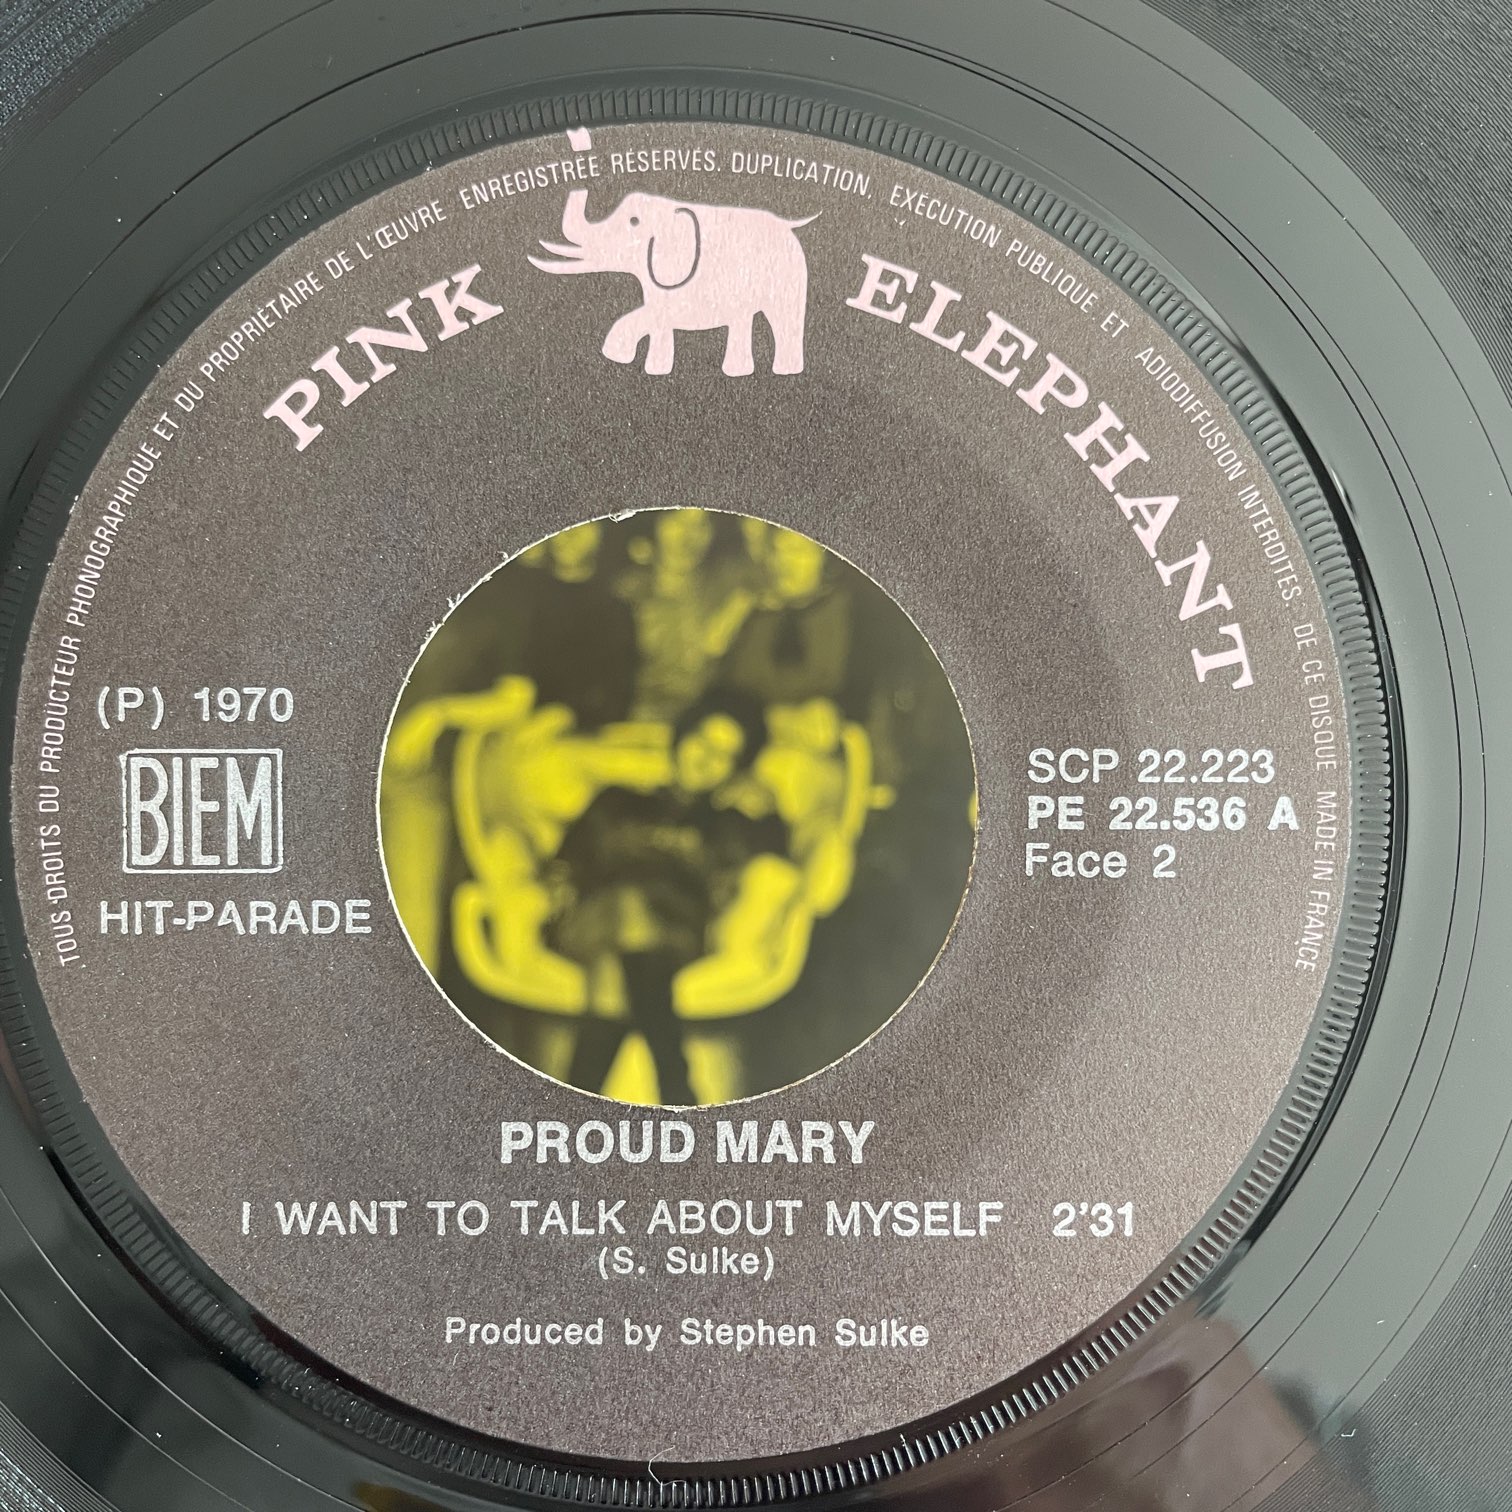 TOUS DROITS DU PRODUCTEUR PHONOGRAPHIQUE ET DU PROPRIÉTAIRE DE L'ŒUVRE ENREGISTRÉE RÉSERVÉS. DUPLICATION, EXÉCUTION PUBLIQUE ET ADIODIFFUSION INTERDITES. DE CE DISQUE MADE IN FRANCE
PINK ELEPHANT
(P) 1970
BIEM
HIT-PARADE
SCP 22.223
PE 22.536 A
Face 2
PROUD MARY
I WANT TO TALK ABOUT MYSELF 2'31
(S. Sulke)
Produced by Stephen Sulke